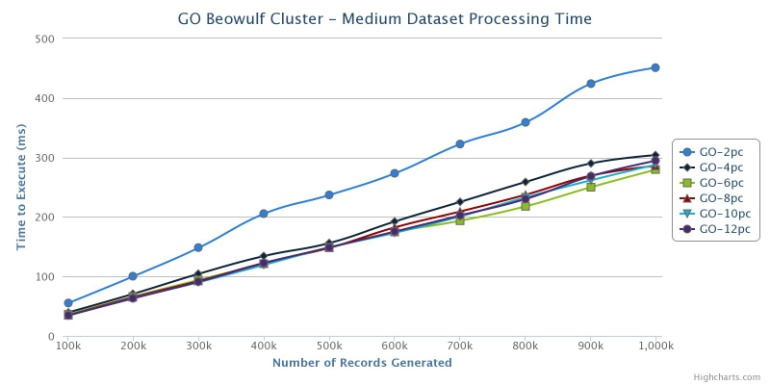 GO Beowulf Cluster – Medium Dataset Processing Time
Time to Execute (ms)
500
400
300
200
100
0
100k 200k 300k 400k 500k 600k 700k 800k 900k 1,000k
Number of Records Generated
GO-2pc
GO-4pc
GO-6pc
GO-8pc
GO-10pc
GO-12pc
Highcharts.com